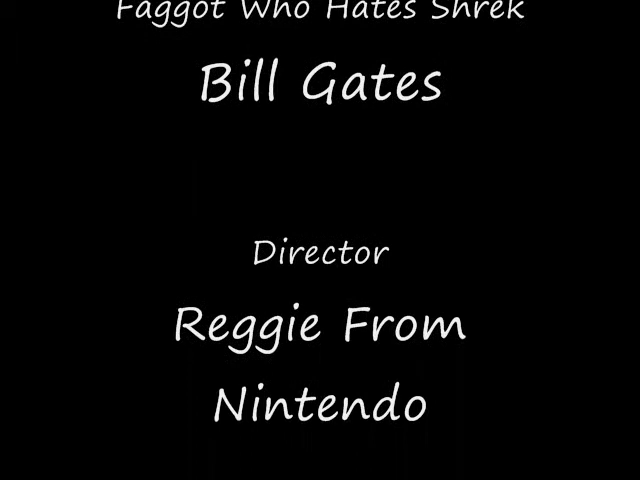 Faggot Who Hates Shrek
Bill Gates
Director
Reggie From
Nintendo